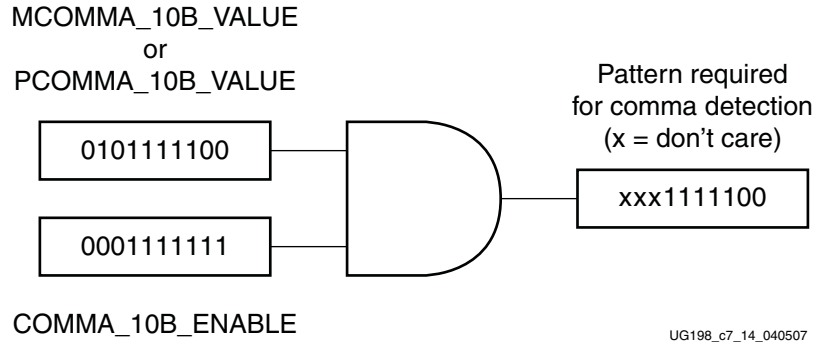 MCOMMA_10B_VALUE
or
PCOMMA_10B_VALUE
0101111100
0001111111
COMMA_10B_ENABLE
Pattern required
for comma detection
(x = don't care)
xxx1111100
UG198_c7_14_040507